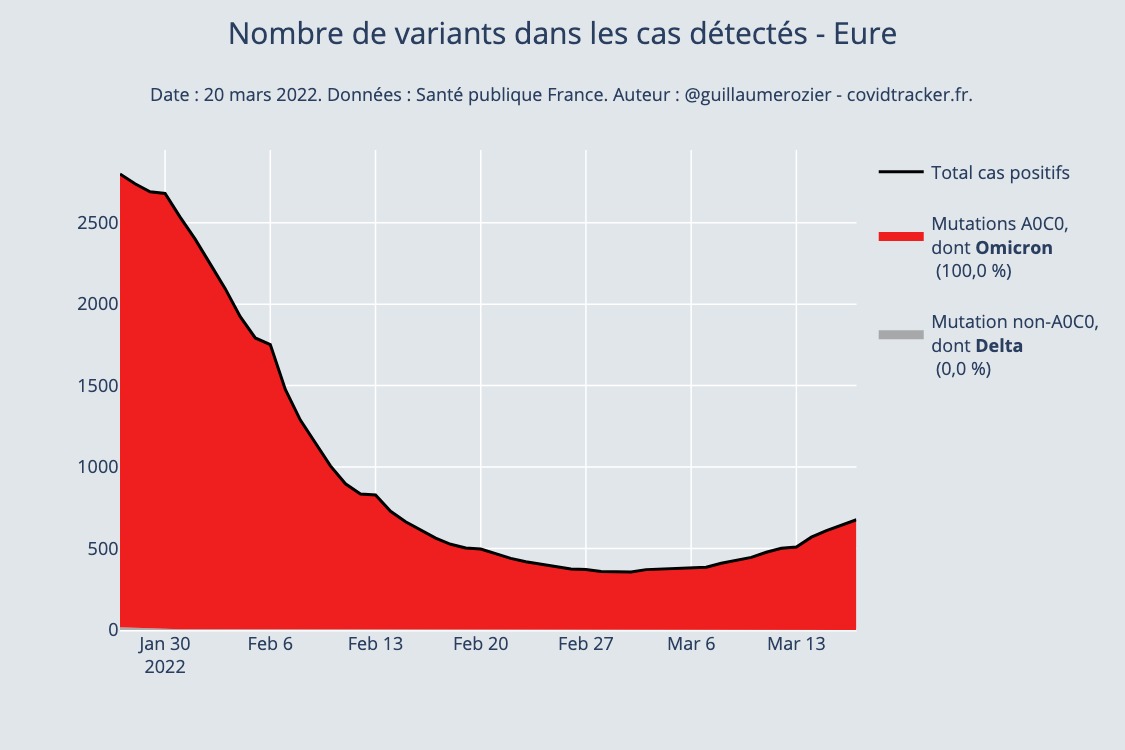 Nombre de variants dans les cas détectés - Eure
Date : 20 mars 2022. Données : Santé publique France. Auteur : @guillaumerozier - covidtracker.fr.
Total cas positifs
Mutations A0C0,
dont Omicron
(100,0 %)
Mutation non-A0C0,
dont Delta
(0,0 %)
2500
2000
1500
1000
500
0
Jan 30 Feb 6 Feb 13 Feb 20 Feb 27 Mar 6 Mar 13
2022